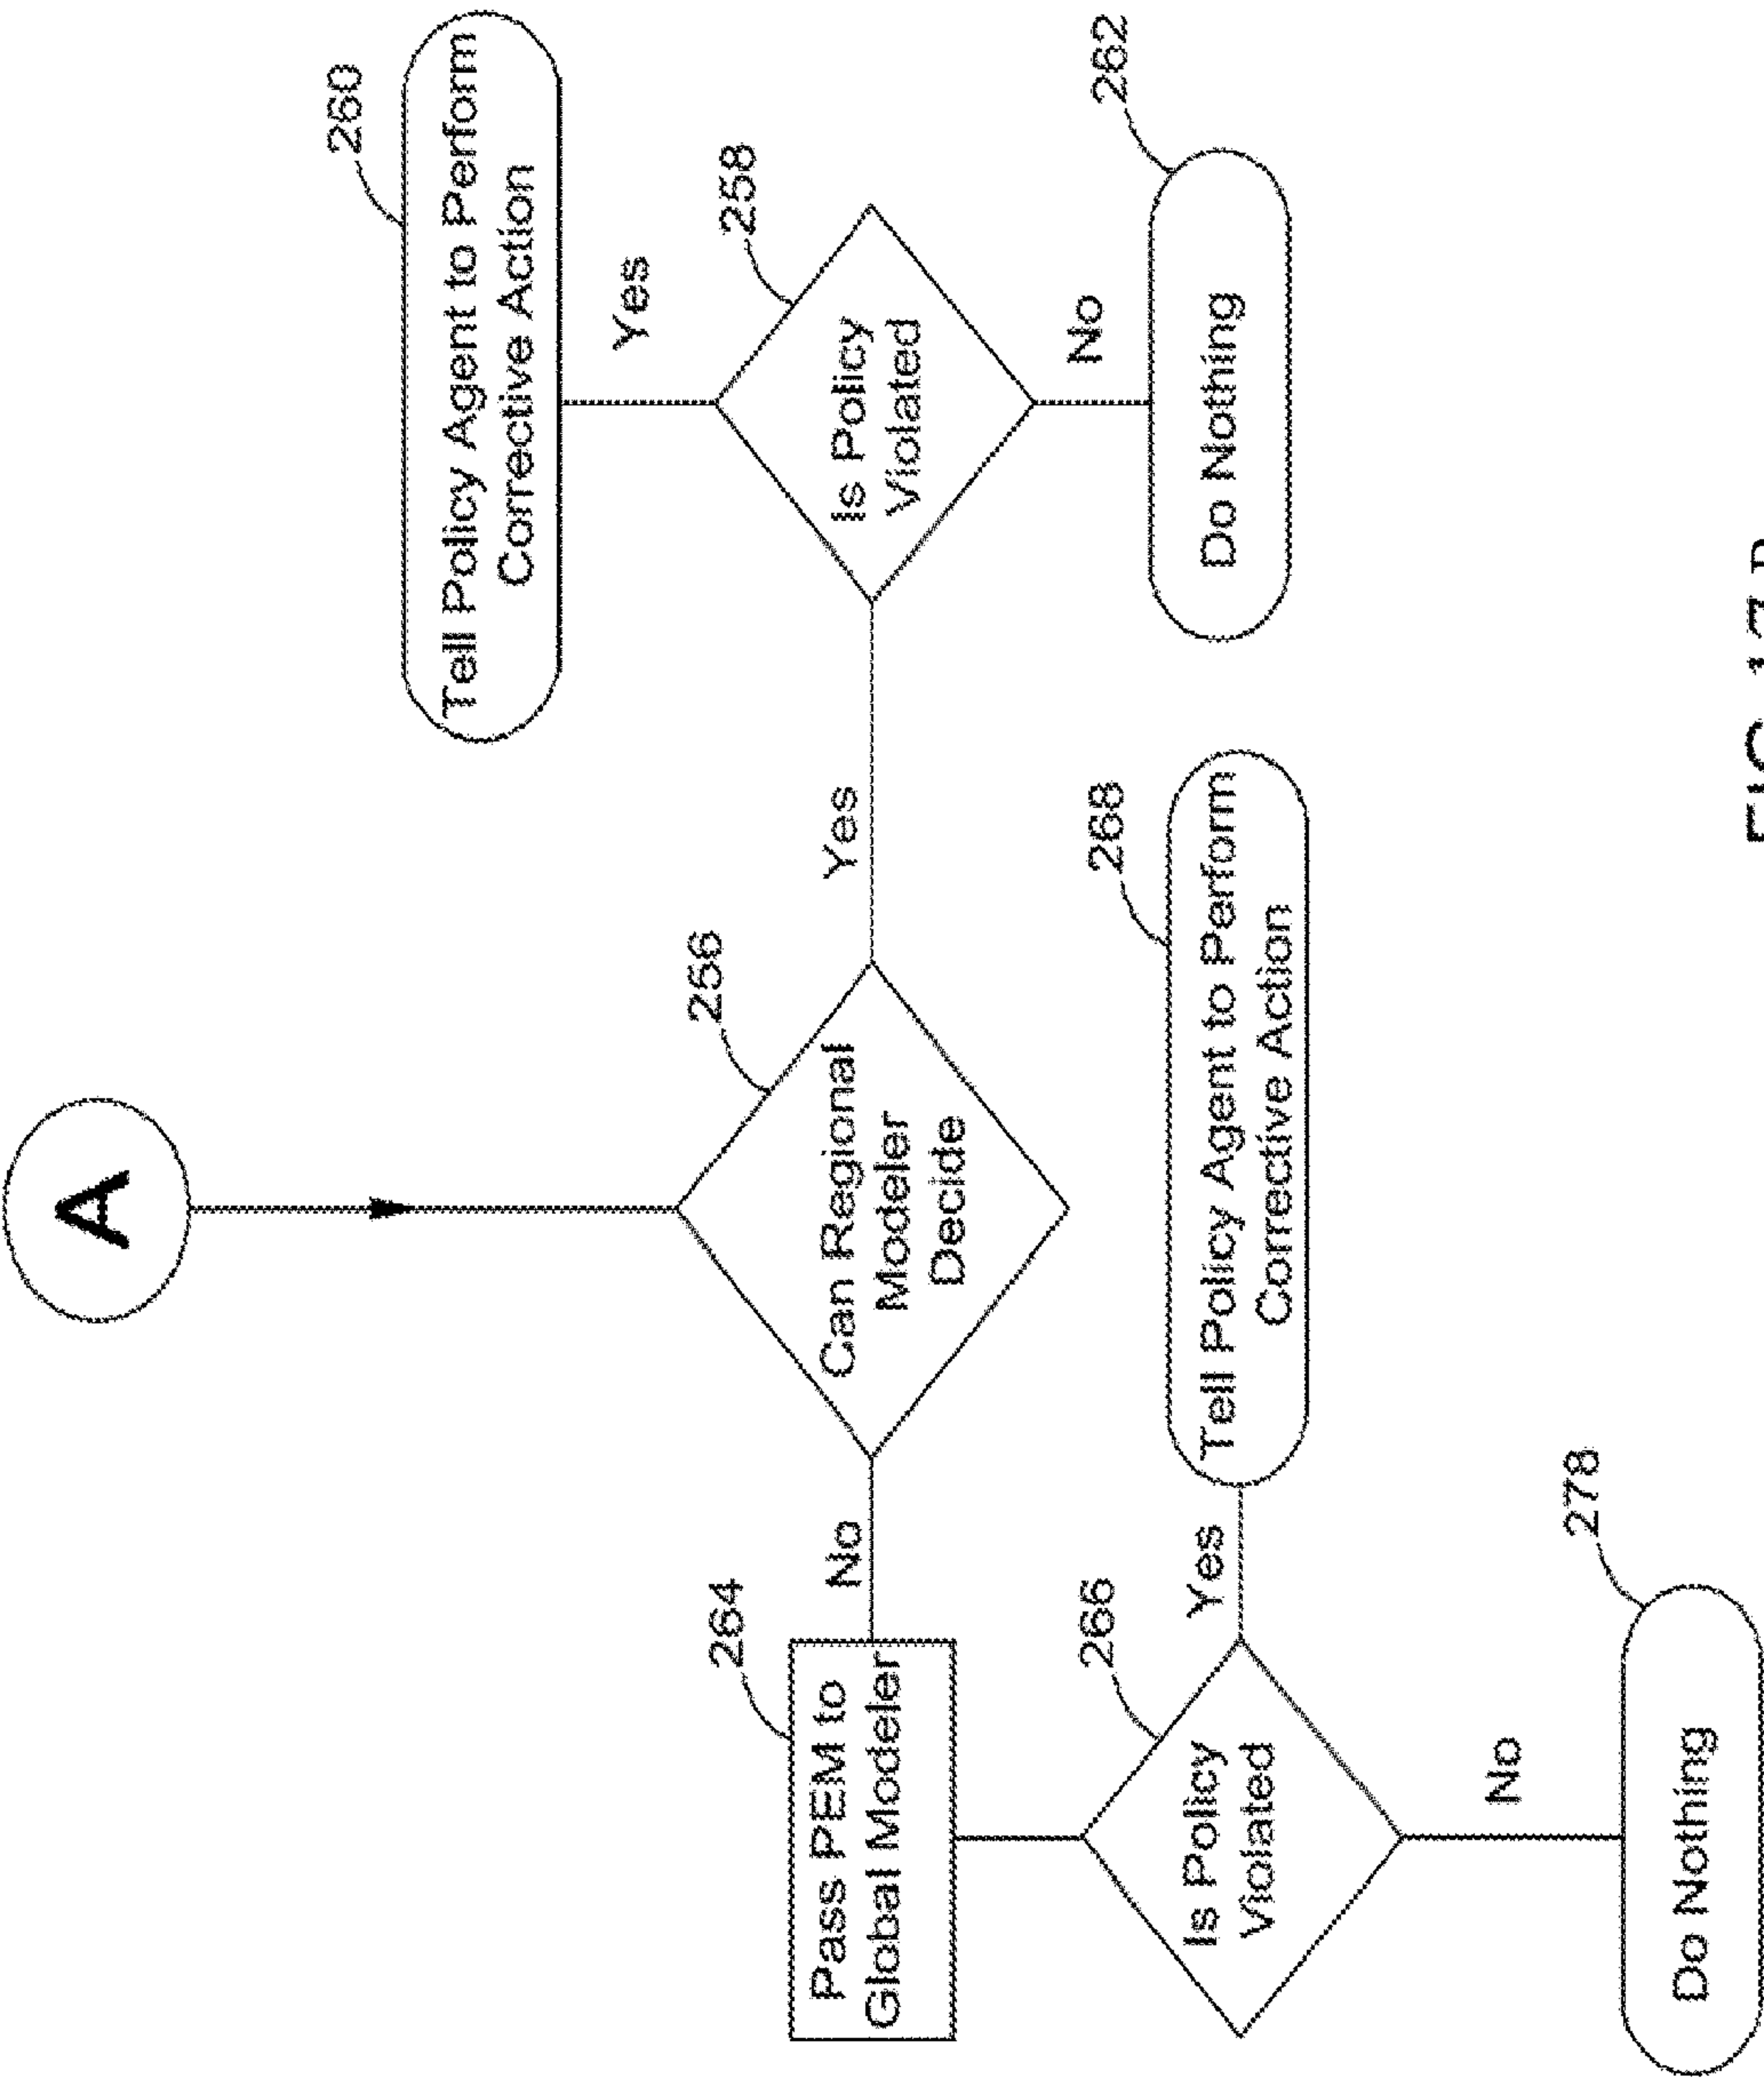 A
260
Tell Policy Agent to Perform
Corrective Action
Yes
256
258
Can Regional
Modeler
Decide
Yes
Is Policy
Violated
No
264
Pass PEM to
Global Modeler
No
262
Do Nothing
266
Is Policy
Violated
Yes
268
Tell Policy Agent to Perform
Corrective Action
No
278
Do Nothing